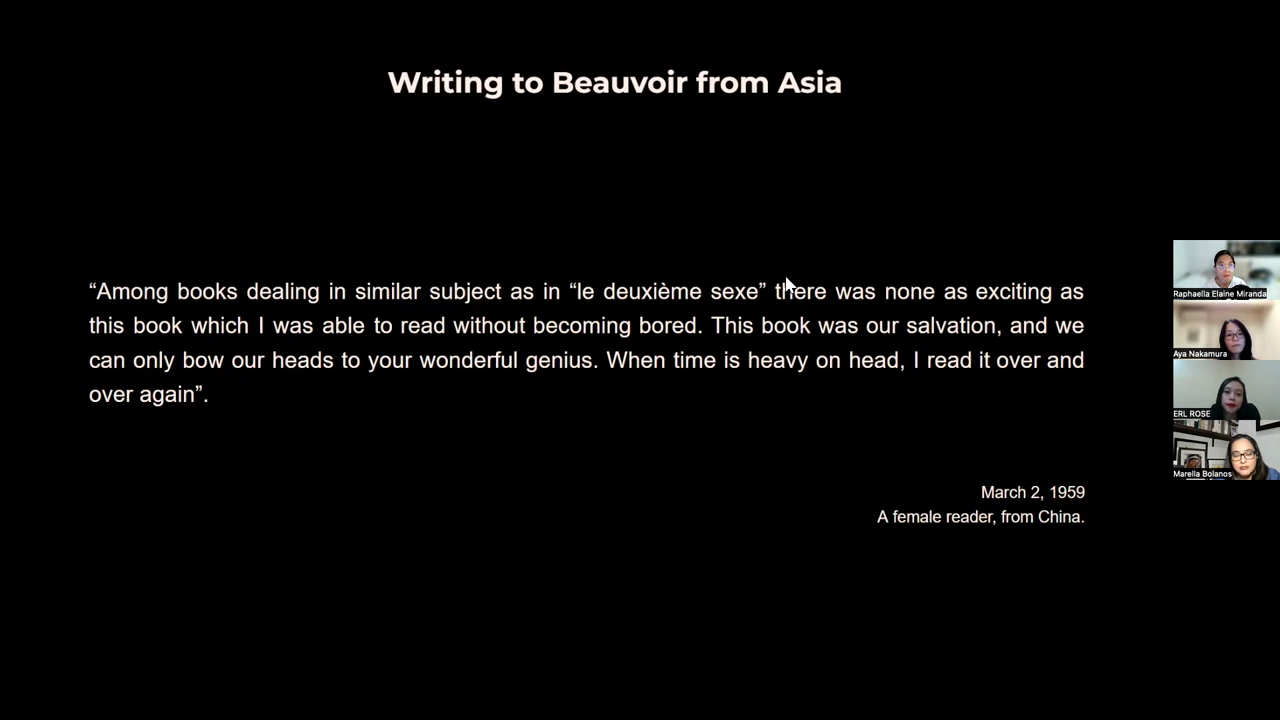 Writing to Beauvoir from Asia
“Among books dealing in similar subject as in “le deuxième sexe” there was none as exciting as
this book which I was able to read without becoming bored. This book was our salvation, and we
can only bow our heads to your wonderful genius. When time is heavy on head, I read it over and
over again”.
March 2, 1959
A female reader, from China.
Raphaella Elaine Miranda
Aya Nakamura
ERL ROSE
Marella Bolanos